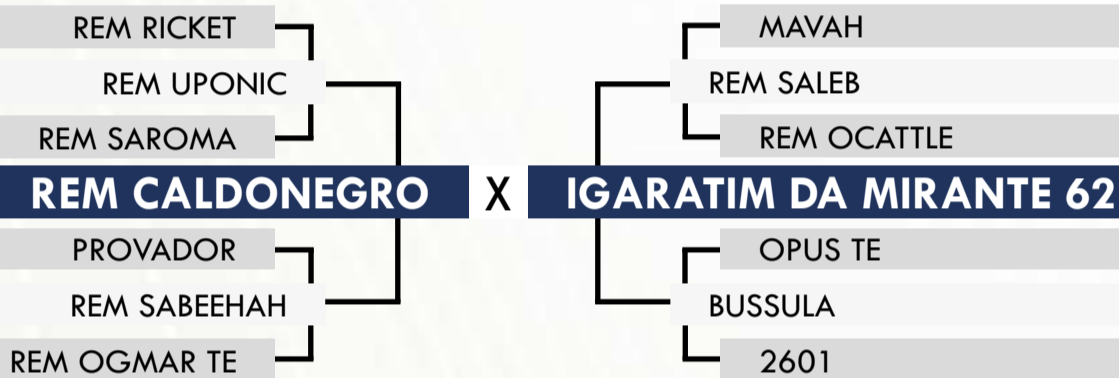 REM RICKET
REM UPONIC
REM SAROMA
REM CALDONEGRO
PROVADOR
REM SABEEHAH
REM OGMAR TE
X
MAVAH
REM SALEB
REM OCATTLE
IGARATIM DA MIRANTE 62
OPUS TE
BUSSULA
2601